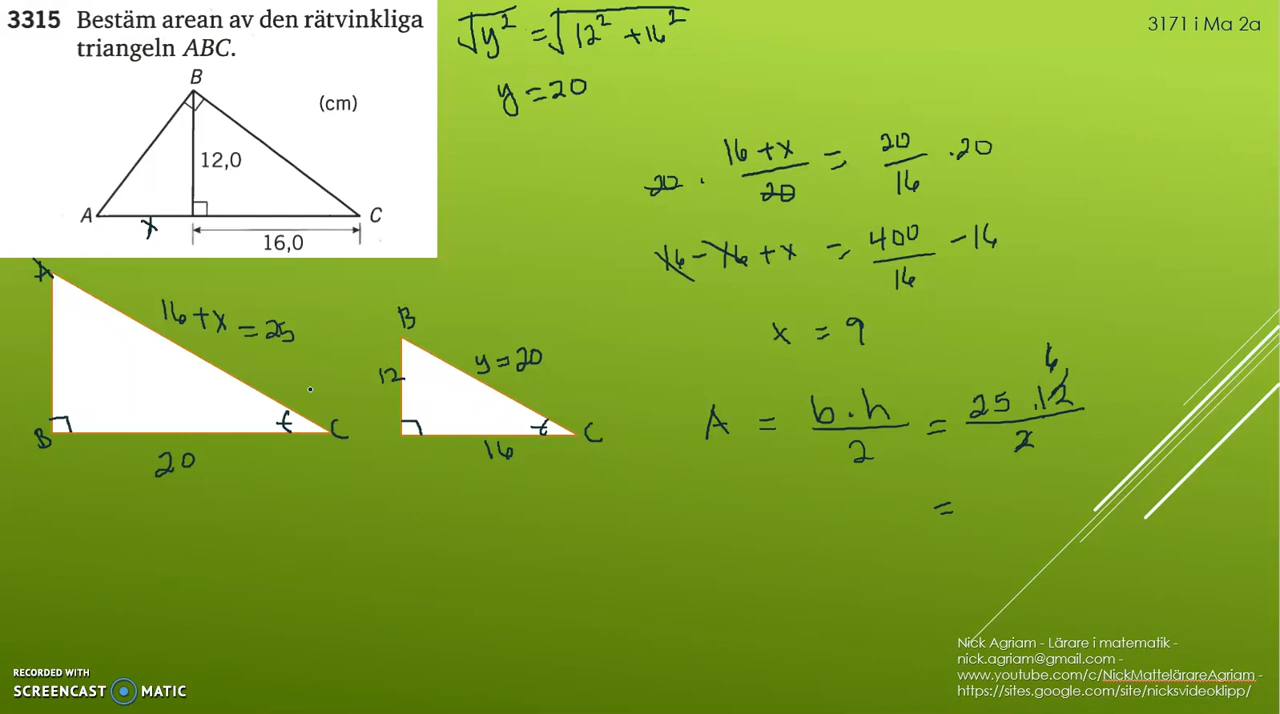 3315 Bestäm arean av den rätvinkliga
triangeln ABC.
B
(cm)
12,0
A
C
x
16,0
√y² = √12² + 16²
y = 20
3171 i Ma 2a
20 · (16 + x)/20 = 20/16 · 20
16 - 16 + x = 400/16 - 16
x = 9
A = b·h/2 = 25·12/2
6
=
A
16 + x = 25
B
20
C
B
12
y = 20
16
C
RECORDED WITH
SCREENCAST MATIC
Nick Agriam - Lärare i matematik -
nick.agriam@gmail.com -
www.youtube.com/c/NickMattelärareAgriam -
https://sites.google.com/site/nicksvideoklipp/